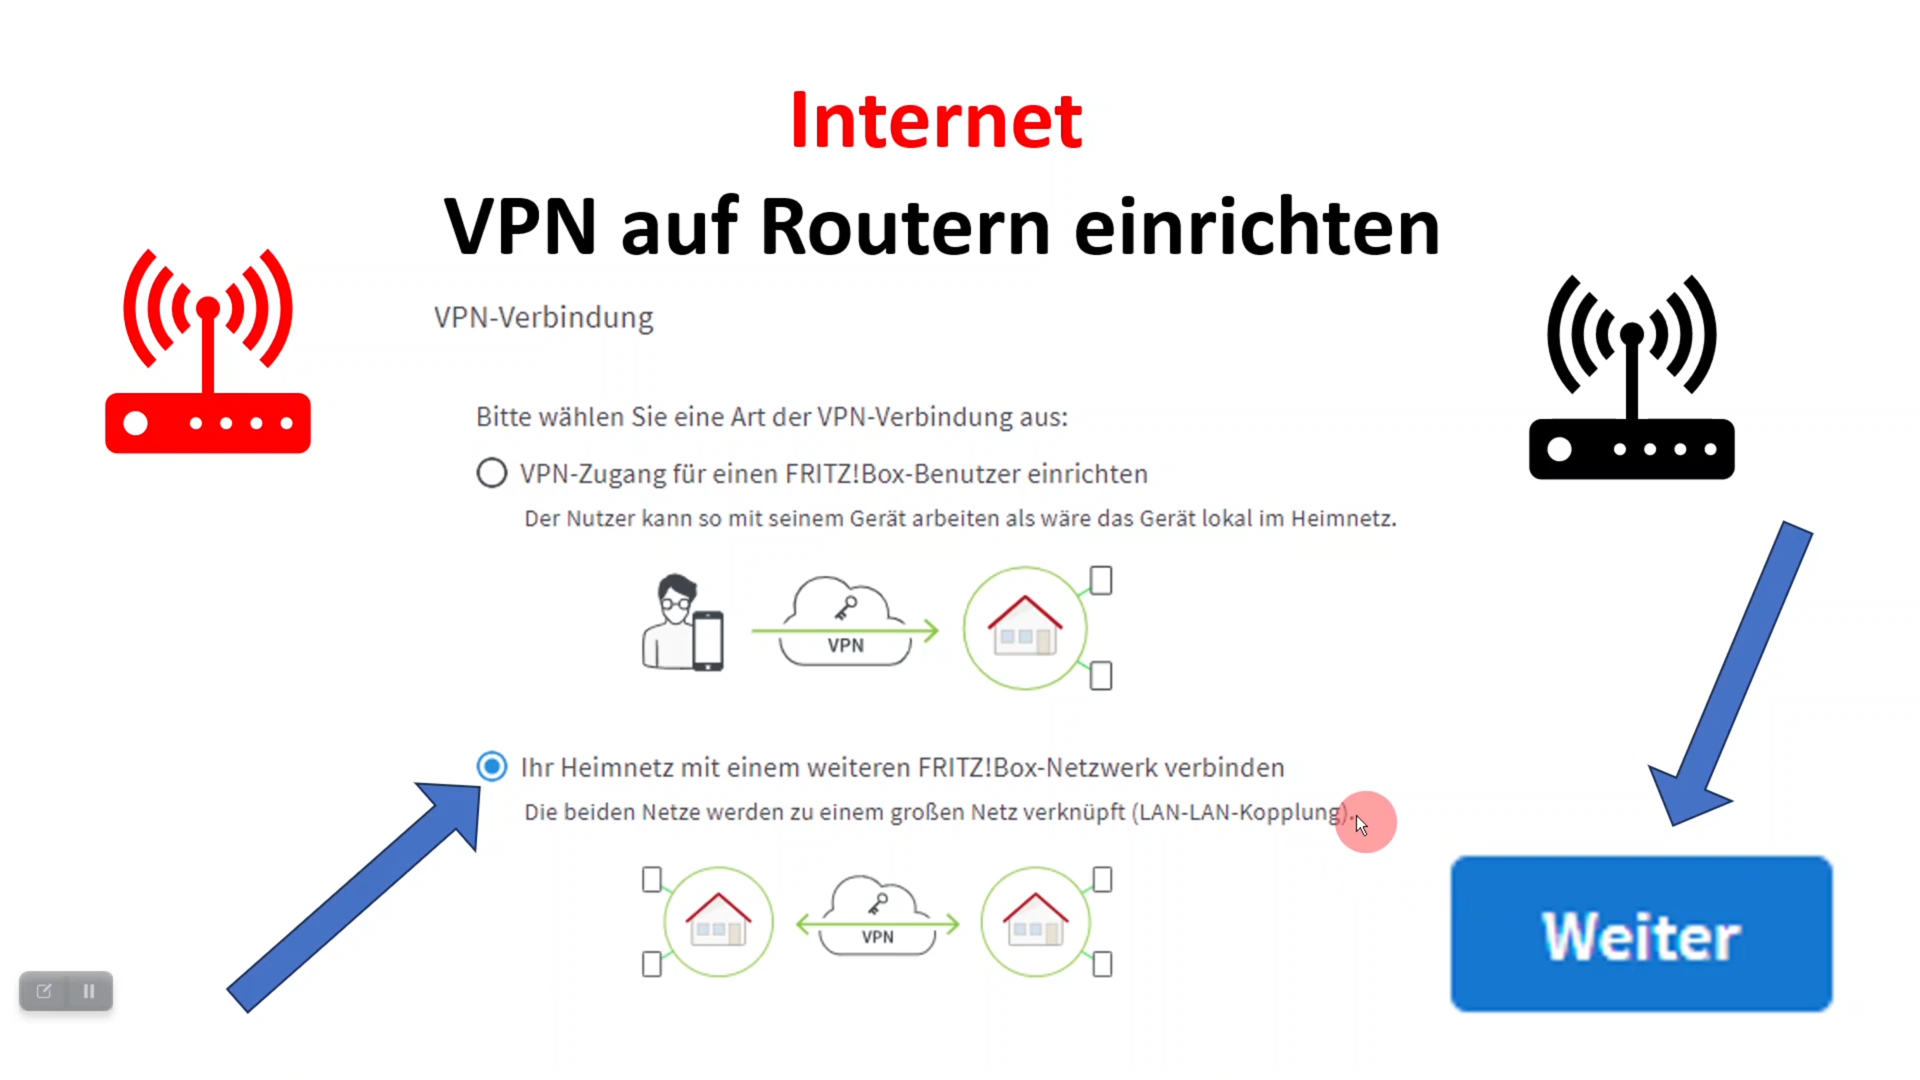 Internet
VPN auf Routern einrichten
VPN-Verbindung
Bitte wählen Sie eine Art der VPN-Verbindung aus:
VPN-Zugang für einen FRITZ!Box-Benutzer einrichten
Der Nutzer kann so mit seinem Gerät arbeiten als wäre das Gerät lokal im Heimnetz.
VPN
Ihr Heimnetz mit einem weiteren FRITZ!Box-Netzwerk verbinden
Die beiden Netze werden zu einem großen Netz verknüpft (LAN-LAN-Kopplung).
VPN
Weiter